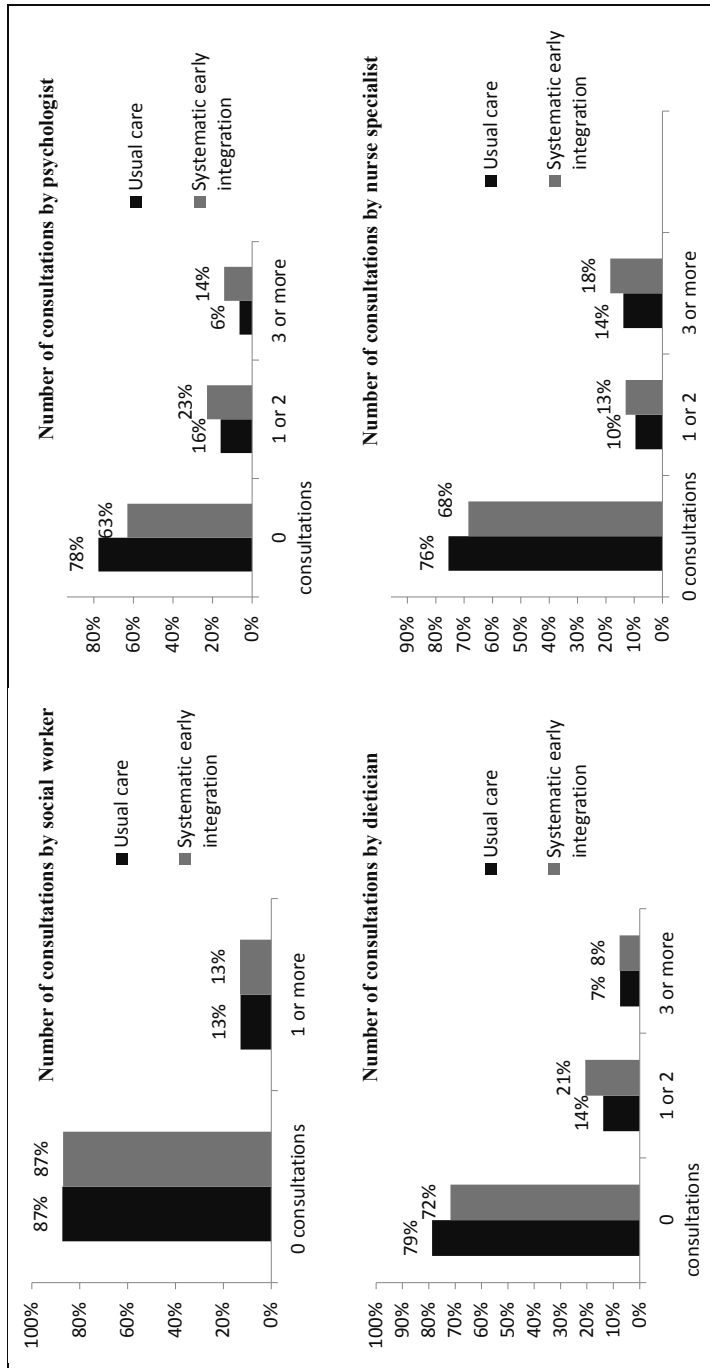 Number of consultations by social worker
100%
80%
60%
40%
20%
0%
87%
87%
13%
13%
0 consultations
1 or more
Usual care
Systematic early
integration
Number of consultations by psychologist
80%
60%
40%
20%
0%
78%
63%
16%
23%
6%
14%
0
consultations
1 or 2
3 or more
Usual care
Systematic early
integration
Number of consultations by dietician
100%
90%
80%
70%
60%
50%
40%
30%
20%
10%
0%
79%
72%
14%
21%
7%
8%
0
consultations
1 or 2
3 or more
Usual care
Systematic early
integration
Number of consultations by nurse specialist
90%
80%
70%
60%
50%
40%
30%
20%
10%
0%
76%
68%
10%
13%
14%
18%
0 consultations
1 or 2
3 or more
Usual care
Systematic early
integration